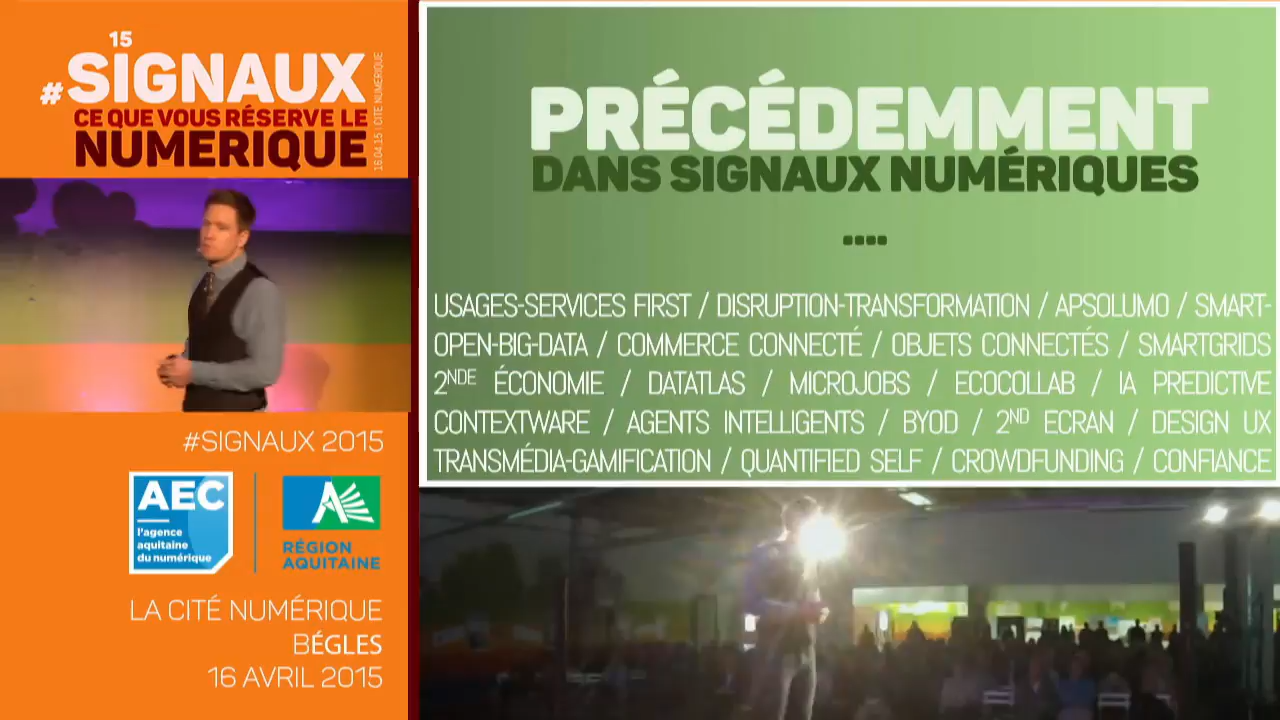 15
#SIGNAUX
CE QUE VOUS RÉSERVE LE
NUMERIQUE
16.04.15 | CITÉ NUMÉRIQUE
#SIGNAUX 2015
AEC
l'agence
aquitaine
du numérique
RÉGION
AQUITAINE
LA CITÉ NUMÉRIQUE
BÉGLES
16 AVRIL 2015
PRÉCÉDEMMENT
DANS SIGNAUX NUMÉRIQUES
....
USAGES-SERVICES FIRST / DISRUPTION-TRANSFORMATION / APSOLUMO / SMART-
OPEN-BIG-DATA / COMMERCE CONNECTÉ / OBJETS CONNECTÉS / SMARTGRIDS
2NDE ÉCONOMIE / DATATLAS / MICROJOBS / ECOCOLLAB / IA PREDICTIVE
CONTEXTWARE / AGENTS INTELLIGENTS / BYOD / 2ND ECRAN / DESIGN UX
TRANSMÉDIA-GAMIFICATION / QUANTIFIED SELF / CROWDFUNDING / CONFIANCE